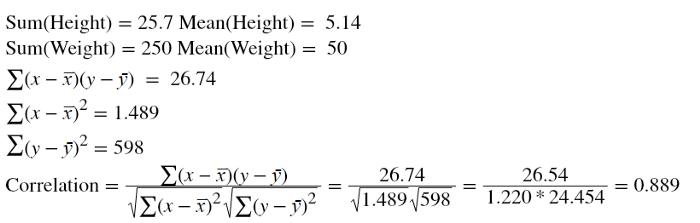 Sum(Height) = 25.7 Mean(Height) = 5.14
Sum(Weight) = 250 Mean(Weight) = 50
∑(x − x̅)(y − y̅) = 26.74
∑(x − x̅)² = 1.489
∑(y − y̅)² = 598
Correlation = ∑(x − x̅)(y − y̅) / √∑(x − x̅)² √∑(y − y̅)² = 26.74 / √1.489 √598 = 26.54 / 1.220 * 24.454 = 0.889